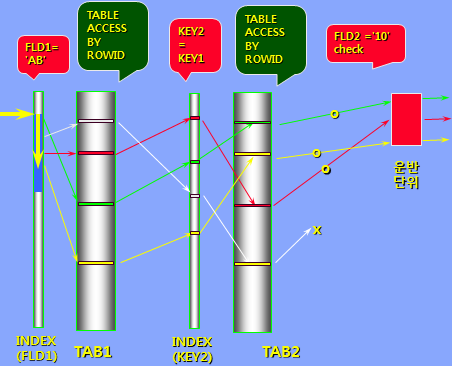 FLD1=
'AB'
TABLE
ACCESS
BY
ROWID
KEY2
=
KEY1
TABLE
ACCESS
BY
ROWID
FLD2 ='10'
check
O
O
O
X
운반
단위
INDEX
(FLD1)
TAB1
INDEX
(KEY2)
TAB2